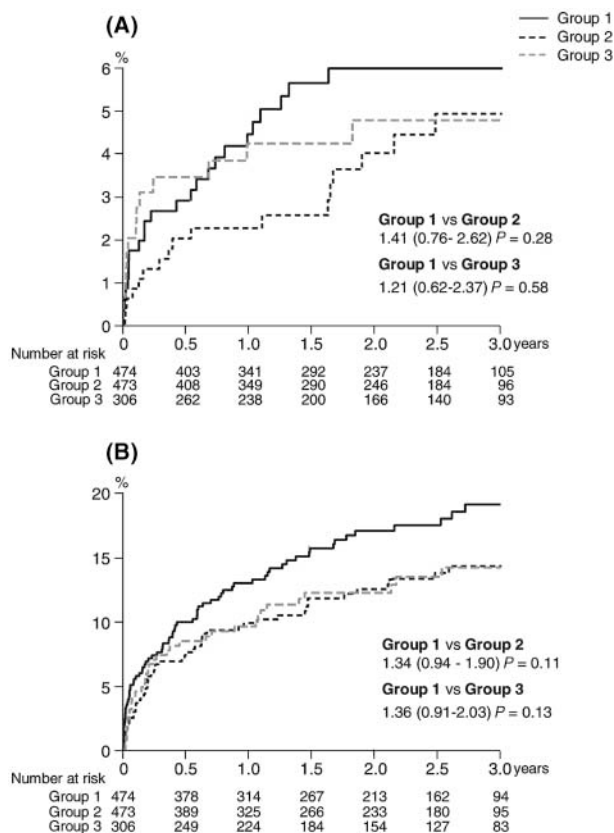 (A)
Group 1
Group 2
Group 3
%
6
5
4
3
2
1
0
Group 1 vs Group 2
1.41 (0.76- 2.62) P = 0.28
Group 1 vs Group 3
1.21 (0.62-2.37) P = 0.58
0 0.5 1.0 1.5 2.0 2.5 3.0 years
Number at risk
Group 1 474 403 341 292 237 184 105
Group 2 473 408 349 290 246 184 96
Group 3 306 262 238 200 166 140 93
(B)
%
20
15
10
5
0
Group 1 vs Group 2
1.34 (0.94 - 1.90) P = 0.11
Group 1 vs Group 3
1.36 (0.91-2.03) P = 0.13
0 0.5 1.0 1.5 2.0 2.5 3.0 years
Number at risk
Group 1 474 378 314 267 213 162 94
Group 2 473 389 325 266 233 180 95
Group 3 306 249 224 184 154 127 83